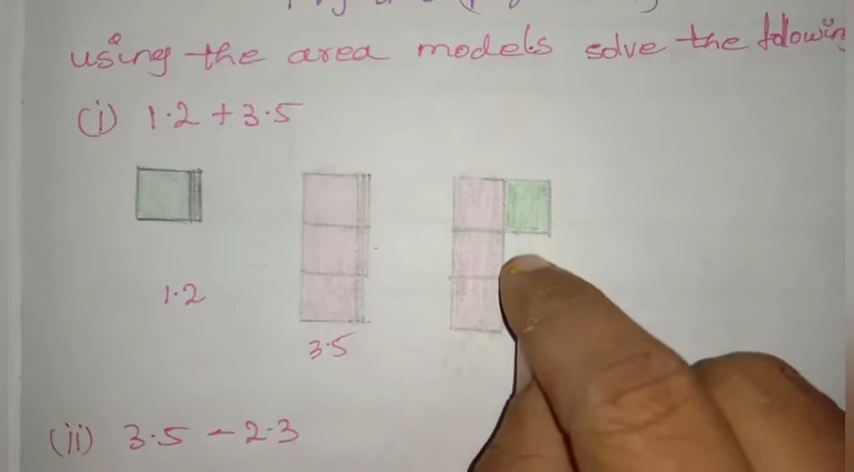 using the area models solve the
(i) 1.2 + 3.5
1.2
3.5
(ii) 3.5 - 2.3